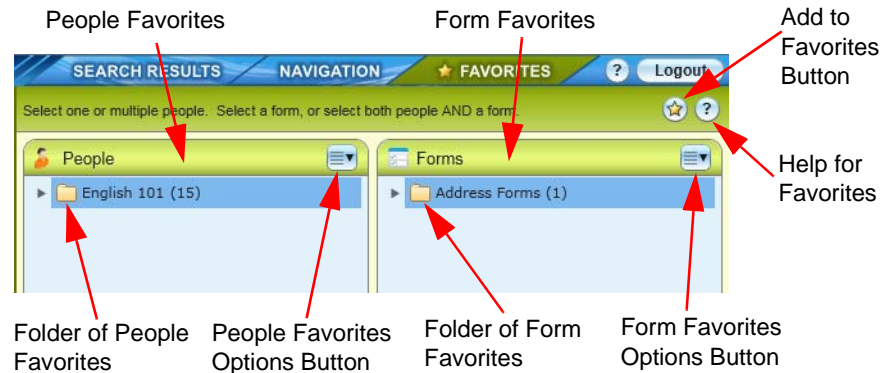 People Favorites
Form Favorites
Add to
Favorites
Button
SEARCH RESULTS
NAVIGATION
FAVORITES
?
Logout
Select one or multiple people. Select a form, or select both people AND a form.
?
People
Forms
Help for
Favorites
English 101 (15)
Address Forms (1)
Folder of People
Favorites
People Favorites
Options Button
Folder of Form
Favorites
Form Favorites
Options Button